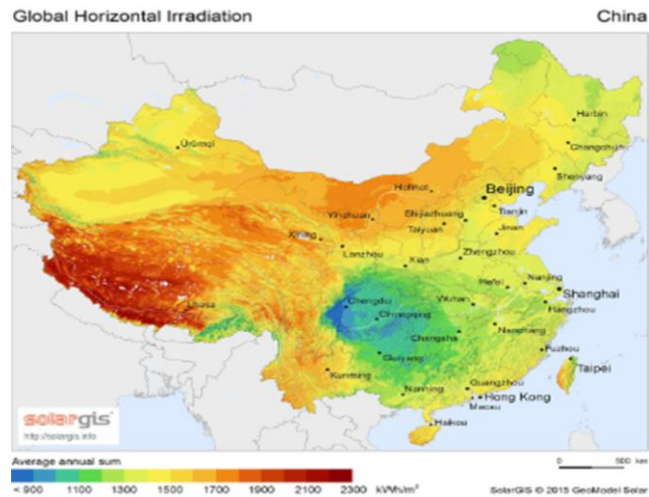 Global Horizontal Irradiation
China
Harbin
Ürümqi
Changchun
Shenyang
Hohhot
Beijing
Tianjin
Yinchuan
Shijiazhuang
Taiyuan
Jinan
Xining
Lanzhou
Zhengzhou
Xian
Nanjing
Hefei
Shanghai
Lhasa
Chengdu
Wuhan
Hangzhou
Chongqing
Nanchang
Changsha
Guiyang
Fuzhou
Taipei
Kunming
Nanning
Guangzhou
Hong Kong
Macau
Haikou
solargis
http://solargis.info
Average annual sum
0 500 km
< 900 1100 1300 1500 1700 1900 2100 2300 kWh/m²
SolarGIS © 2015 GeoModel Solar